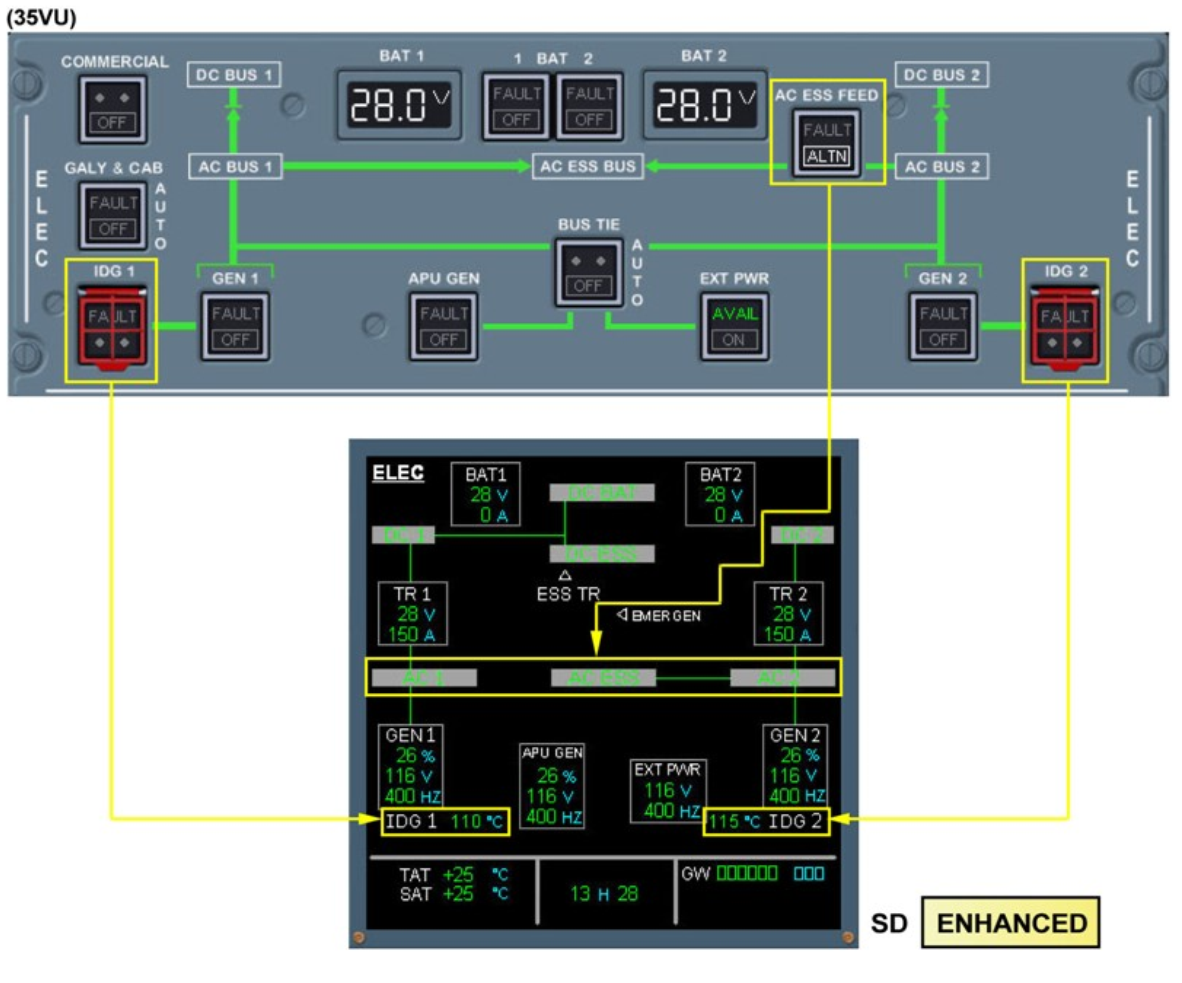 (35VU)
COMMERCIAL
OFF
DC BUS 1
BAT 1
28.0 V
1 BAT 2
FAULT FAULT
OFF OFF
BAT 2
28.0 V
DC BUS 2
AC ESS FEED
FAULT
ALTN
GALY & CAB
FAULT
OFF
AUTO
AC BUS 1
AC ESS BUS
AC BUS 2
ELEC
ELEC
BUS TIE
OFF
AUTO
IDG 1
FAULT
GEN 1
FAULT
OFF
APU GEN
FAULT
OFF
EXT PWR
AVAIL
ON
GEN 2
FAULT
OFF
IDG 2
FAULT
ELEC
BAT1
28 V
0 A
DC BAT
BAT2
28 V
0 A
DC 1
DC ESS
DC 2
ESS TR
EMER GEN
TR 1
28 V
150 A
TR 2
28 V
150 A
AC 1
AC ESS
AC 2
GEN 1
26 %
116 V
400 HZ
APU GEN
26 %
116 V
400 HZ
EXT PWR
116 V
400 HZ
GEN 2
26 %
116 V
400 HZ
IDG 1 110 °C
115 °C IDG 2
TAT +25 °C
SAT +25 °C
13 H 28
GW
SD
ENHANCED